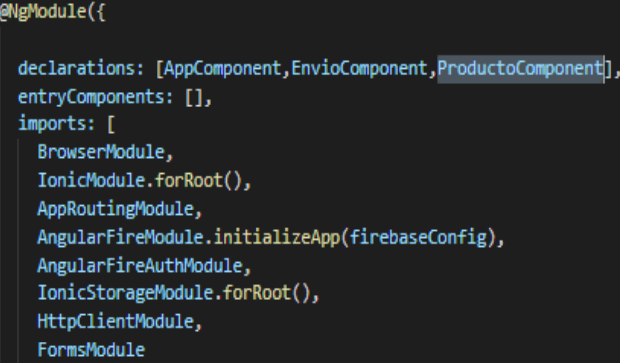 @NgModule({
declarations: [AppComponent,EnvioComponent,ProductoComponent],
entryComponents: [],
imports: [
BrowserModule,
IonicModule.forRoot(),
AppRoutingModule,
AngularFireModule.initializeApp(firebaseConfig),
AngularFireAuthModule,
IonicStorageModule.forRoot(),
HttpClientModule,
FormsModule